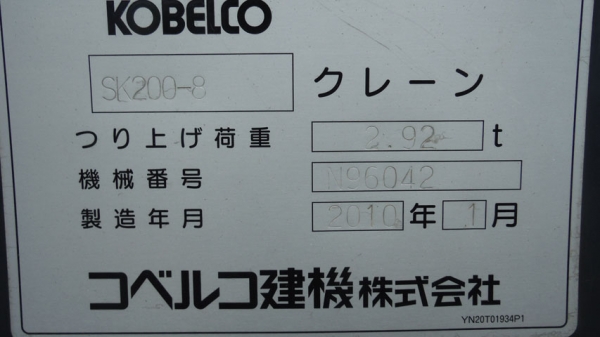 KOBELCO
SK200-8 クレーン
つり上げ荷重 2.92 t
機械番号 N96042
製造年月 2010 年 1 月
コベルコ建機株式会社
YN20T01934P1